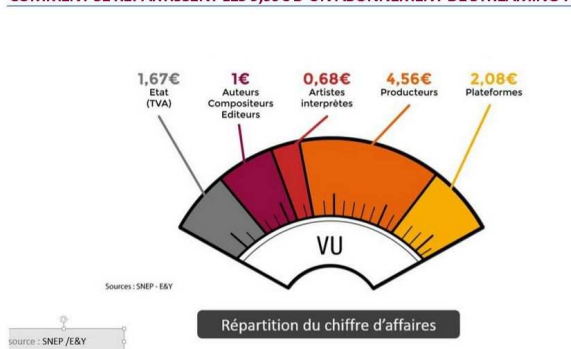 1,67€
Etat
(TVA)
1€
Auteurs
Compositeurs
Editeurs
0,68€
Artistes
interprètes
4,56€
Producteurs
2,08€
Plateformes
VU
Sources : SNEP - E&Y
Répartition du chiffre d'affaires
source : SNEP /E&Y